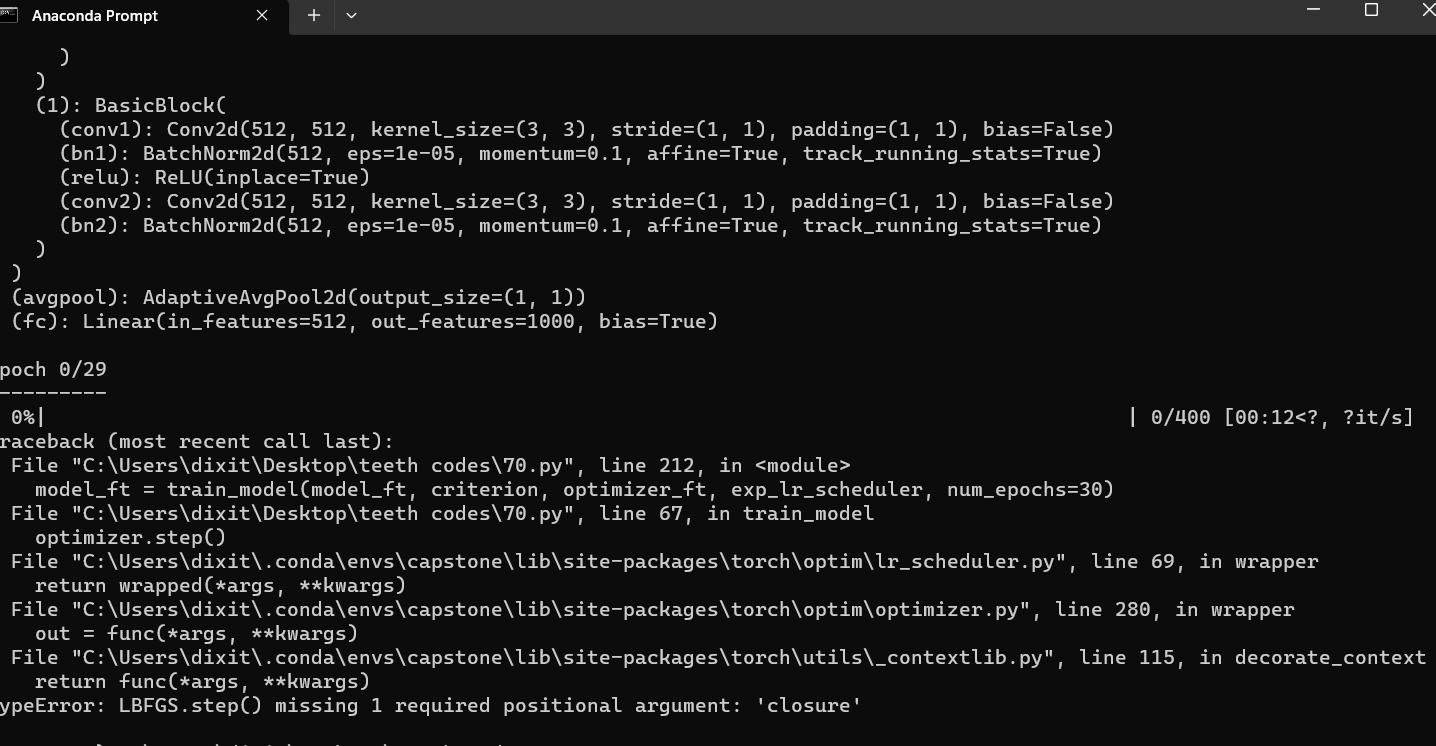 Anaconda Prompt
)
)
(1): BasicBlock(
(conv1): Conv2d(512, 512, kernel_size=(3, 3), stride=(1, 1), padding=(1, 1), bias=False)
(bn1): BatchNorm2d(512, eps=1e-05, momentum=0.1, affine=True, track_running_stats=True)
(relu): ReLU(inplace=True)
(conv2): Conv2d(512, 512, kernel_size=(3, 3), stride=(1, 1), padding=(1, 1), bias=False)
(bn2): BatchNorm2d(512, eps=1e-05, momentum=0.1, affine=True, track_running_stats=True)
)
)
(avgpool): AdaptiveAvgPool2d(output_size=(1, 1))
(fc): Linear(in_features=512, out_features=1000, bias=True)
poch 0/29
---------
0%| | 0/400 [00:12<?, ?it/s]
raceback (most recent call last):
File "C:\Users\dixit\Desktop\teeth codes\70.py", line 212, in <module>
model_ft = train_model(model_ft, criterion, optimizer_ft, exp_lr_scheduler, num_epochs=30)
File "C:\Users\dixit\Desktop\teeth codes\70.py", line 67, in train_model
optimizer.step()
File "C:\Users\dixit\.conda\envs\capstone\lib\site-packages\torch\optim\lr_scheduler.py", line 69, in wrapper
return wrapped(*args, **kwargs)
File "C:\Users\dixit\.conda\envs\capstone\lib\site-packages\torch\optim\optimizer.py", line 280, in wrapper
out = func(*args, **kwargs)
File "C:\Users\dixit\.conda\envs\capstone\lib\site-packages\torch\utils\_contextlib.py", line 115, in decorate_context
return func(*args, **kwargs)
ypeError: LBFGS.step() missing 1 required positional argument: 'closure'